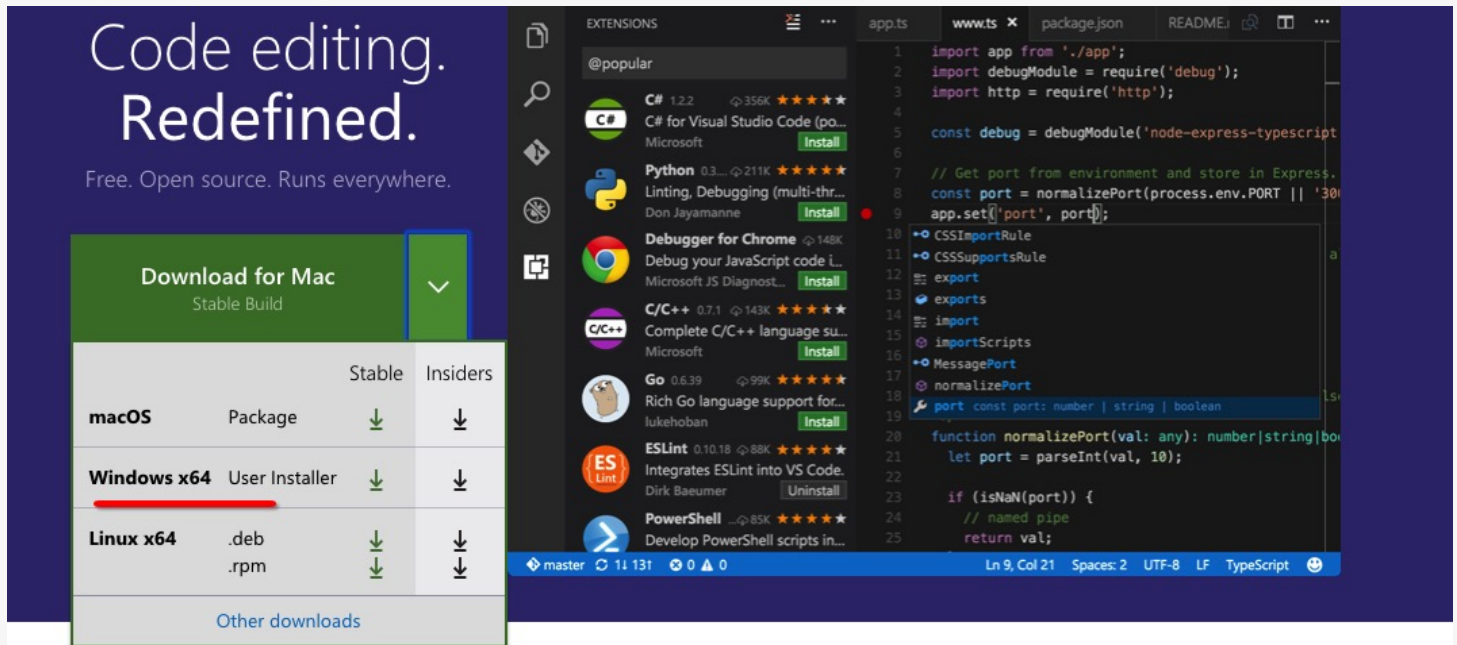 Code editing.
Redefined.
Free. Open source. Runs everywhere.
Download for Mac
Stable Build
Stable Insiders
macOS Package
Windows x64 User Installer
Linux x64 .deb
.rpm
Other downloads
EXTENSIONS
@popular
C# 1.2.2 356K
C# for Visual Studio Code (po...
Microsoft Install
Python 0.3.... 211K
Linting, Debugging (multi-thr...
Don Jayamanne Install
Debugger for Chrome 148K
Debug your JavaScript code i...
Microsoft JS Diagnost... Install
C/C++ 0.7.1 143K
C/C++
Complete C/C++ language su...
Microsoft Install
Go 0.6.39 99K
Rich Go language support for...
lukehoban Install
ESLint 0.10.18 88K
ES
Lint
Integrates ESLint into VS Code.
Dirk Baeumer Uninstall
PowerShell ... 85K
Develop PowerShell scripts in...
app.ts www.ts × package.json README.
1 import app from './app';
2 import debugModule = require('debug');
3 import http = require('http');
4
5 const debug = debugModule('node-express-typescript
6
7 // Get port from environment and store in Express.
8 const port = normalizePort(process.env.PORT || '300
9 app.set('port', port);
10 CSSImportRule
11 CSSSupportsRule a
12 export
13 exports
14 import
15 importScripts
16 MessagePort
17 normalizePort
18 port const port: number | string | boolean lse
19
20 function normalizePort(val: any): number|string|boo
21 let port = parseInt(val, 10);
22
23 if (isNaN(port)) {
24 // named pipe
25 return val;
master 1↓ 13↑ 0 0 Ln 9, Col 21 Spaces: 2 UTF-8 LF TypeScript